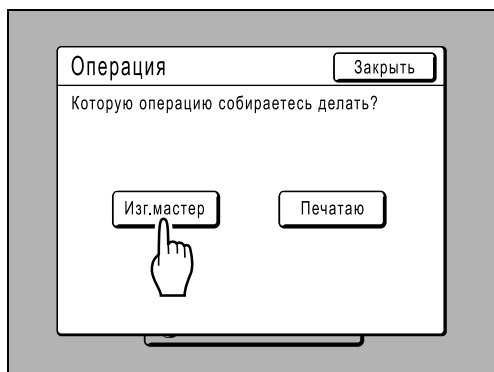 Операция
Закрыть
Которую операцию собираетесь делать?
Изг.мастер
Печатаю